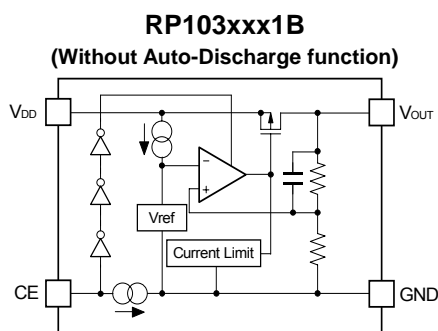 RP103xxx1B
(Without Auto-Discharge function)
VDD
VOUT
−
+
Vref
Current Limit
CE
GND